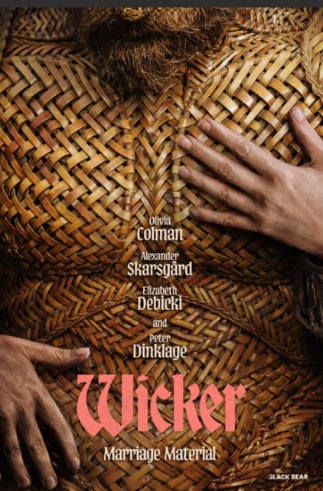 Olivia
Colman
Alexander
Skarsgård
Elizabeth
Debicki
and
Peter
Dinklage
Wicker
Marriage Material
BLACK BEAR